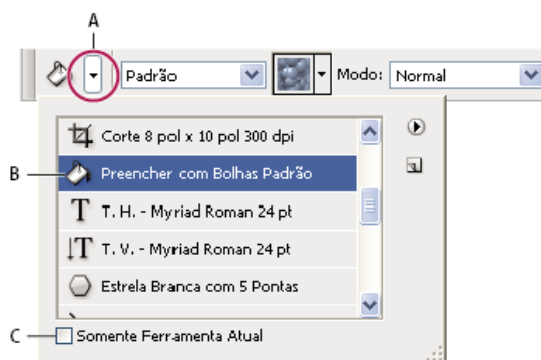 A
Padrão Modo: Normal
Corte 8 pol x 10 pol 300 dpi
B Preencher com Bolhas Padrão
T. H. - Myriad Roman 24 pt
T. V. - Myriad Roman 24 pt
Estrela Branca com 5 Pontas
C Somente Ferramenta Atual